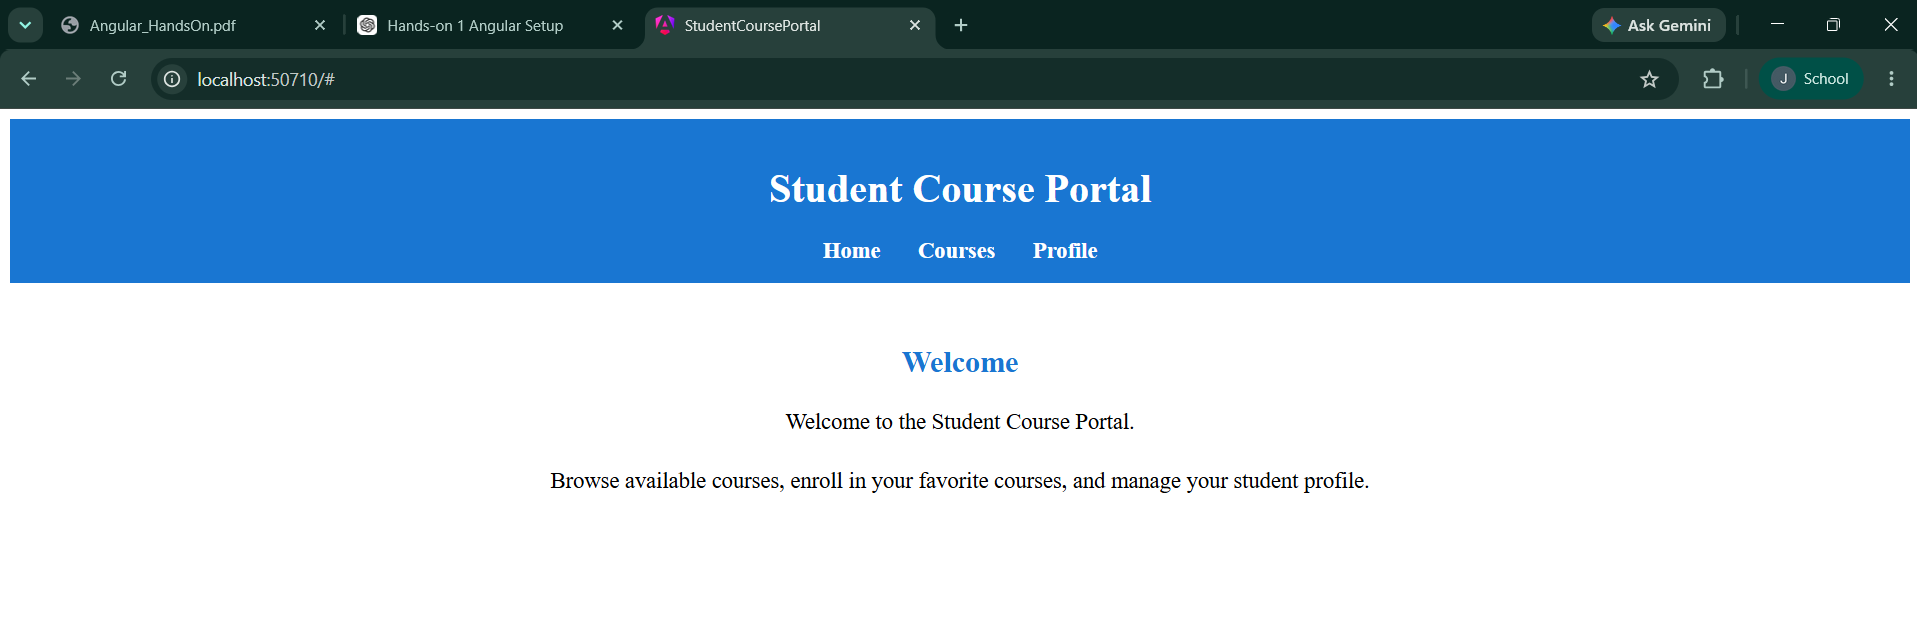 Angular_HandsOn.pdf
Hands-on 1 Angular Setup
StudentCoursePortal
Ask Gemini
localhost:50710/#
J School
Student Course Portal
Home Courses Profile
Welcome
Welcome to the Student Course Portal.
Browse available courses, enroll in your favorite courses, and manage your student profile.